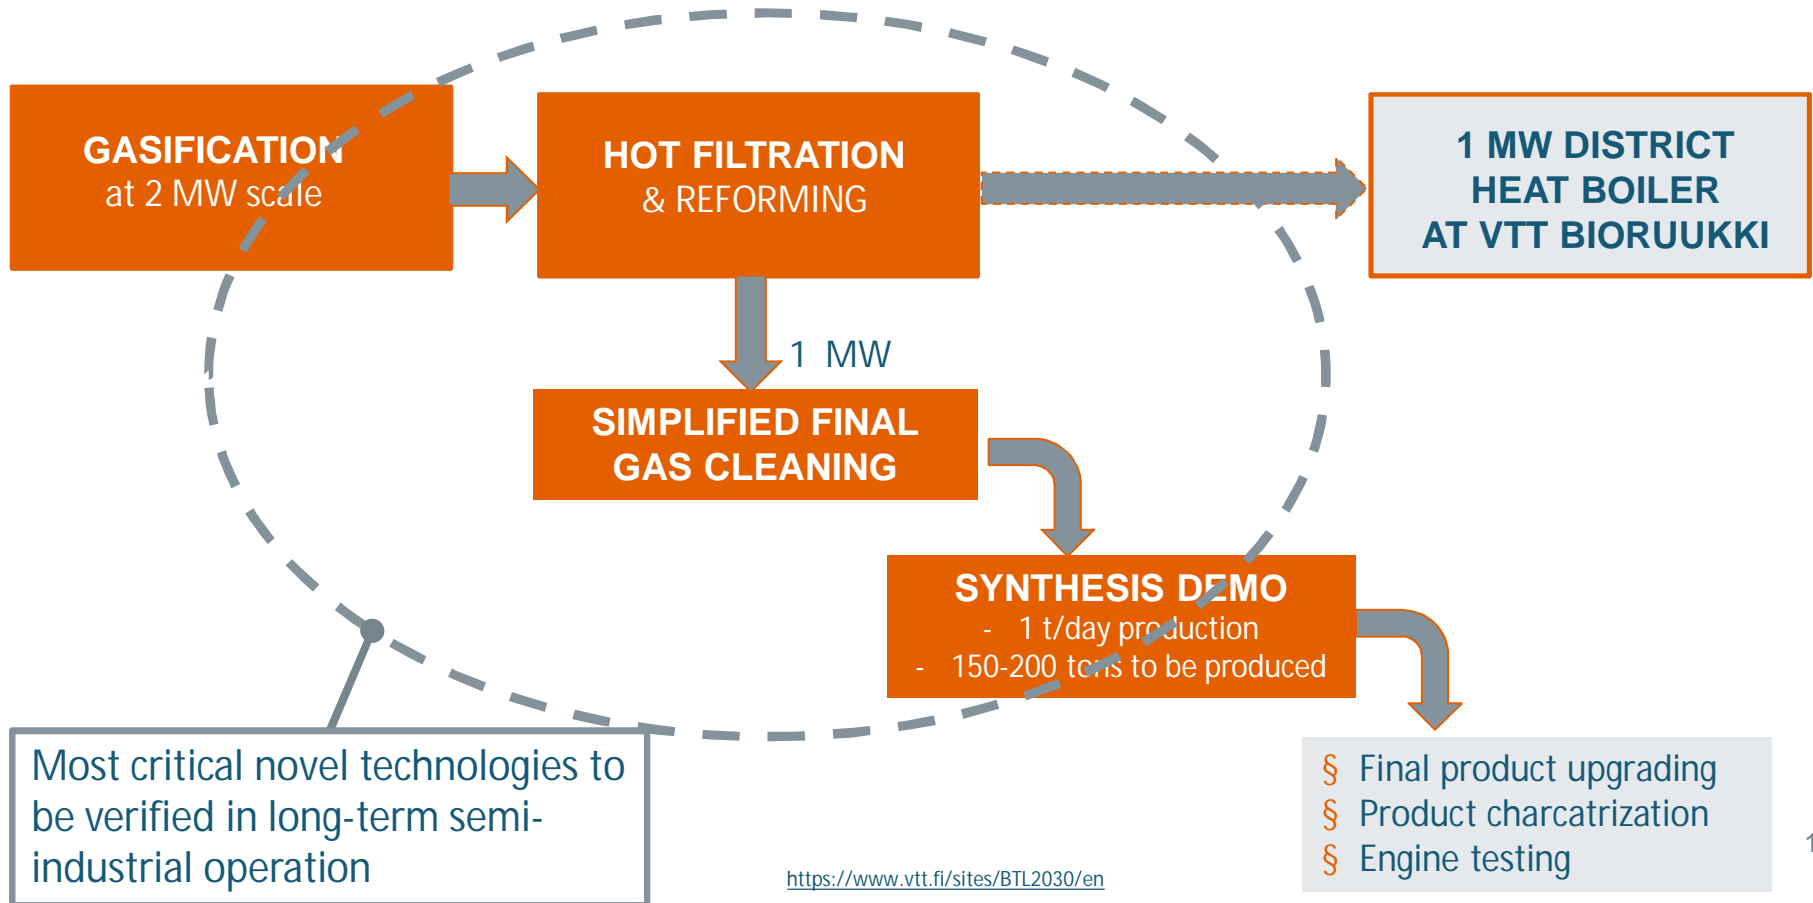 GASIFICATION
at 2 MW scale
HOT FILTRATION
& REFORMING
1 MW DISTRICT
HEAT BOILER
AT VTT BIORUUKKI
1 MW
SIMPLIFIED FINAL
GAS CLEANING
SYNTHESIS DEMO
- 1 t/day production
- 150-200 tons to be produced
Most critical novel technologies to
be verified in long-term semi-
industrial operation
§ Final product upgrading
§ Product charcatrization
§ Engine testing
https://www.vtt.fi/sites/BTL2030/en
1